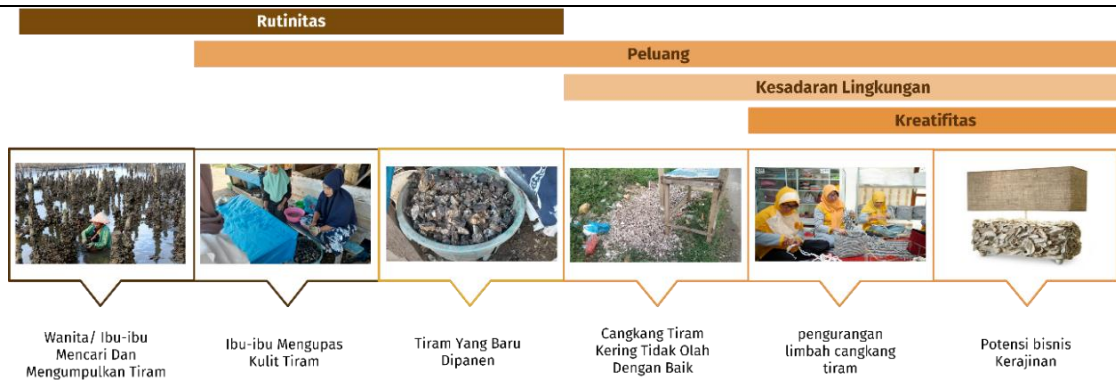 Rutinitas
Peluang
Kesadaran Lingkungan
Kreatifitas
Wanita/ Ibu-ibu
Mencari Dan
Mengumpulkan Tiram
Ibu-ibu Mengupas
Kulit Tiram
Tiram Yang Baru
Dipanen
Cangkang Tiram
Kering Tidak Olah
Dengan Baik
pengurangan
limbah cangkang
tiram
Potensi bisnis
Kerajinan